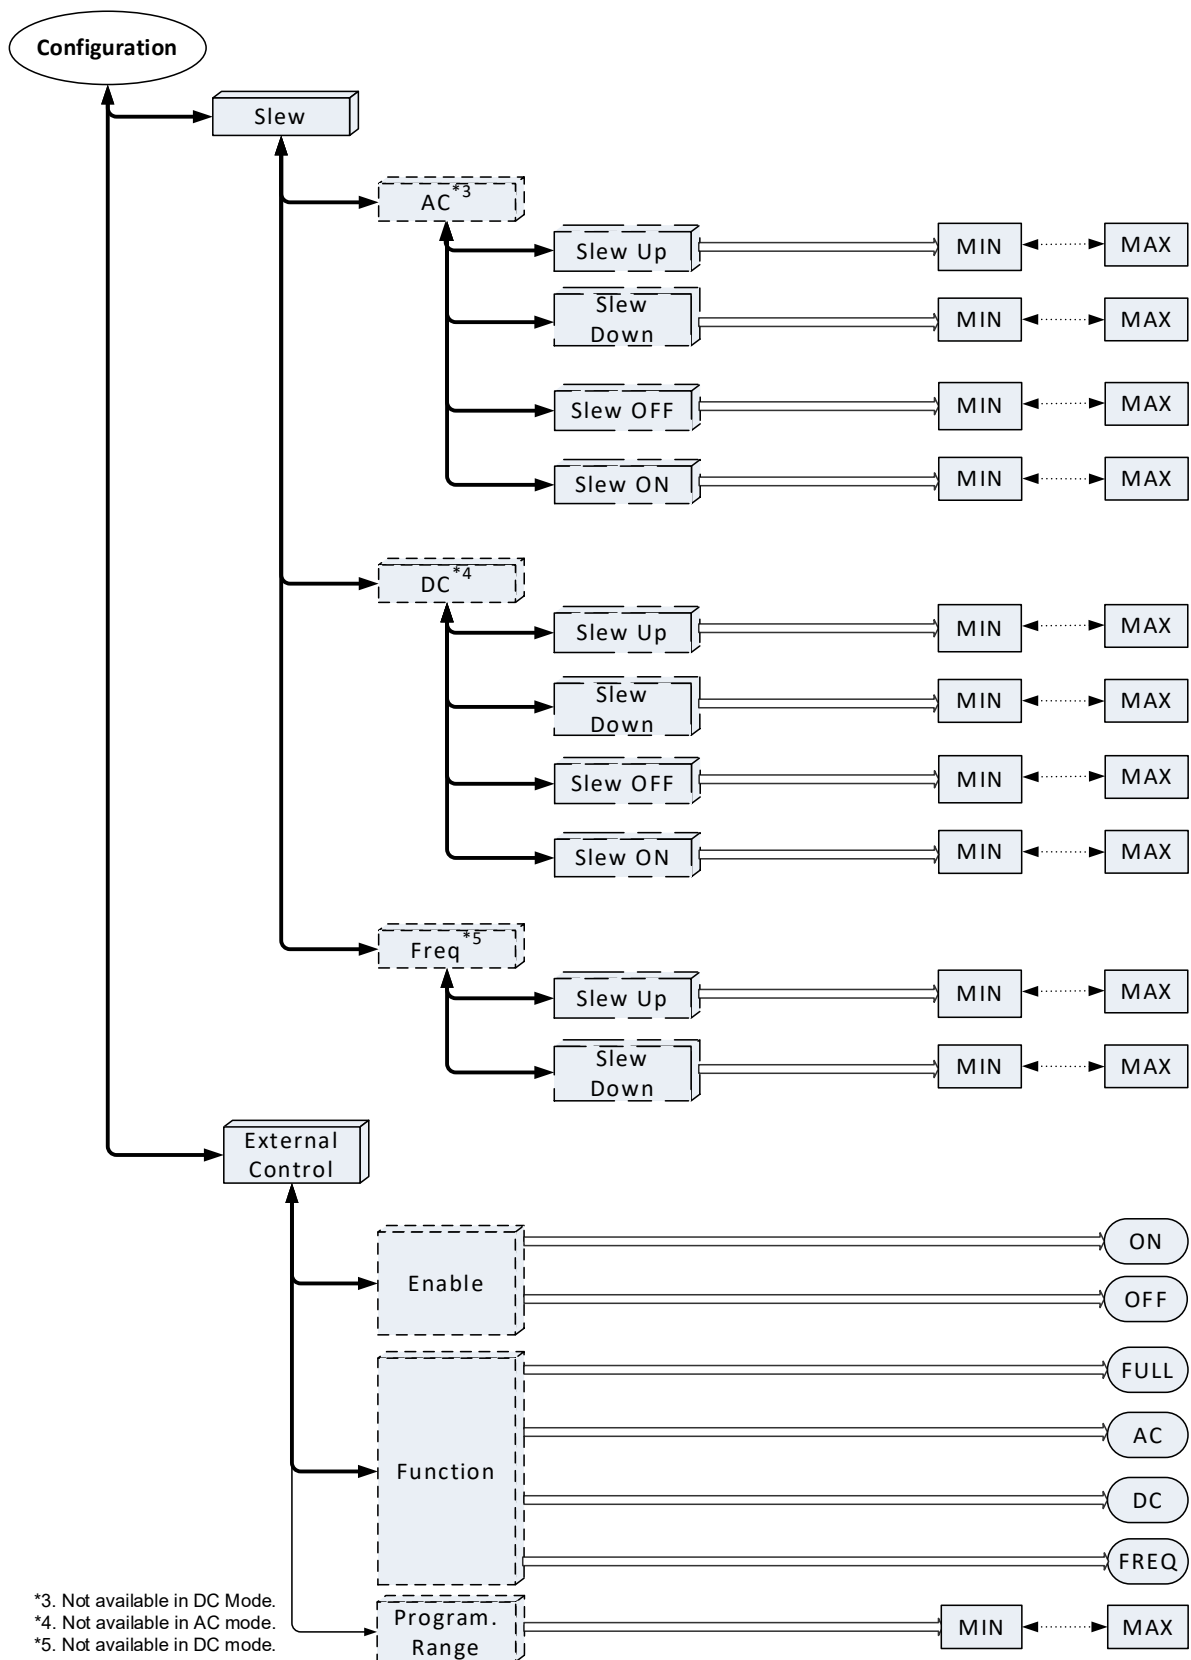 Configuration
Slew
AC*3
Slew Up MIN MAX
Slew
Down
MIN MAX
Slew OFF MIN MAX
Slew ON MIN MAX
DC*4
Slew Up MIN MAX
Slew
Down
MIN MAX
Slew OFF MIN MAX
Slew ON MIN MAX
Freq*5
Slew Up MIN MAX
Slew
Down
MIN MAX
External
Control
Enable
ON
OFF
Function
FULL
AC
DC
FREQ
Program.
Range
MIN MAX
*3. Not available in DC Mode.
*4. Not available in AC mode.
*5. Not available in DC mode.